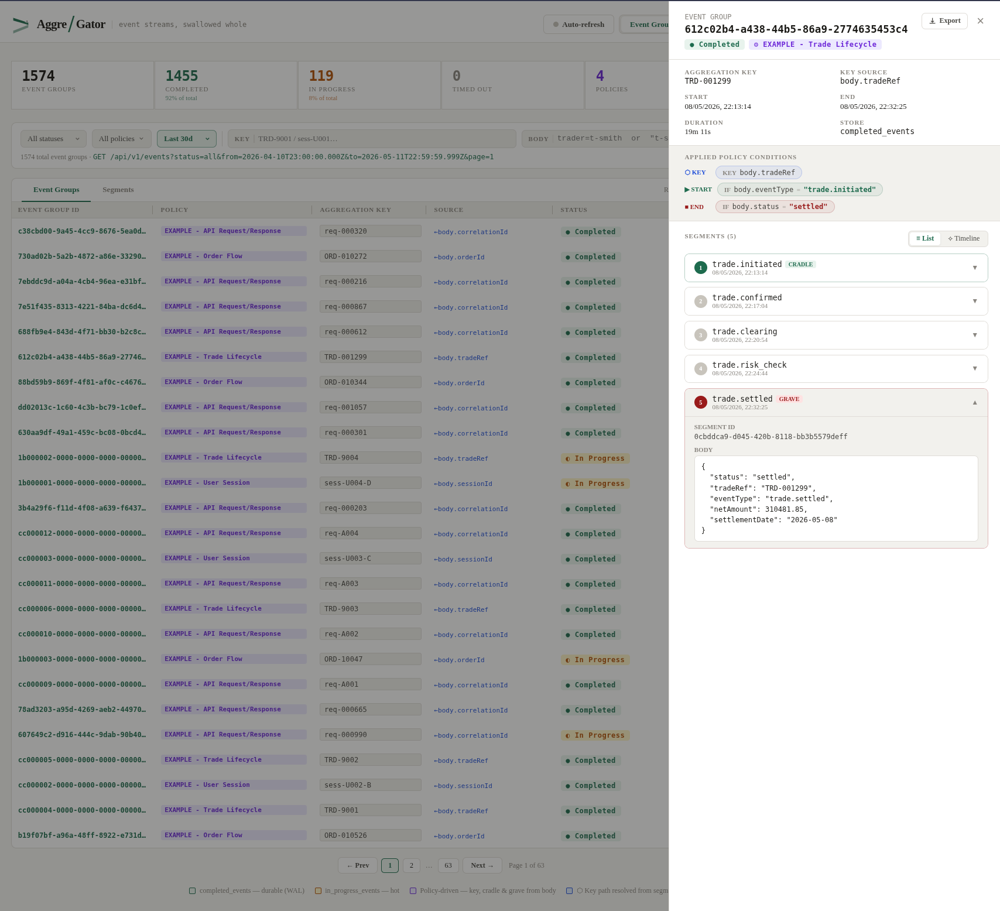 Aggre/Gator
event streams, swallowed whole
Auto-refresh
Event Grou
1574
EVENT GROUPS
1455
COMPLETED
92% of total
119
IN PROGRESS
8% of total
0
TIMED OUT
4
POLICIES
All statuses
All policies
Last 30d
KEY TRD-9001 / sess-U001…
BODY trader=t-smith or "t-s
1574 total event groups · GET /api/v1/events?status=all&from=2026-04-10T23:00:00.000Z&to=2026-05-11T22:59:59.999Z&page=1
Event Groups
Segments
R
EVENT GROUP ID POLICY AGGREGATION KEY SOURCE STATUS
c38cbd00-9a45-4cc9-8676-5ea0d… EXAMPLE - API Request/Response req-000320 ←body.correlationId ● Completed
730ad02b-5a2b-4872-a86e-33290… EXAMPLE - Order Flow ORD-010272 ←body.orderId ● Completed
7ebddc9d-a04a-4cb4-96ea-e31bf… EXAMPLE - API Request/Response req-000216 ←body.correlationId ● Completed
7e51f435-8313-4221-84ba-dc6d4… EXAMPLE - API Request/Response req-000867 ←body.correlationId ● Completed
688fb9e4-843d-4f71-bb30-b2c8c… EXAMPLE - API Request/Response req-000612 ←body.correlationId ● Completed
612c02b4-a438-44b5-86a9-27746… EXAMPLE - Trade Lifecycle TRD-001299 ←body.tradeRef ● Completed
88bd59b9-869f-4f81-af0c-c4676… EXAMPLE - Order Flow ORD-010344 ←body.orderId ● Completed
dd02013c-1c60-4c3b-bc79-1c0ef… EXAMPLE - API Request/Response req-001057 ←body.correlationId ● Completed
630aa9df-49a1-459c-bc08-0bcd4… EXAMPLE - API Request/Response req-000301 ←body.correlationId ● Completed
1b000002-0000-0000-0000-00000… EXAMPLE - Trade Lifecycle TRD-9004 ←body.tradeRef ◐ In Progress
1b000001-0000-0000-0000-00000… EXAMPLE - User Session sess-U004-D ←body.sessionId ◐ In Progress
3b4a29f6-f11d-4f08-a639-f6437… EXAMPLE - API Request/Response req-000203 ←body.correlationId ● Completed
cc000012-0000-0000-0000-00000… EXAMPLE - API Request/Response req-A004 ←body.correlationId ● Completed
cc000003-0000-0000-0000-00000… EXAMPLE - User Session sess-U003-C ←body.sessionId ● Completed
cc000011-0000-0000-0000-00000… EXAMPLE - API Request/Response req-A003 ←body.correlationId ● Completed
cc000006-0000-0000-0000-00000… EXAMPLE - Trade Lifecycle TRD-9003 ←body.tradeRef ● Completed
cc000010-0000-0000-0000-00000… EXAMPLE - API Request/Response req-A002 ←body.correlationId ● Completed
1b000003-0000-0000-0000-00000… EXAMPLE - Order Flow ORD-10047 ←body.orderId ◐ In Progress
cc000009-0000-0000-0000-00000… EXAMPLE - API Request/Response req-A001 ←body.correlationId ● Completed
78ad3203-a95d-4269-aeb2-44970… EXAMPLE - API Request/Response req-000665 ←body.correlationId ● Completed
607649c2-d916-444c-9dab-90b40… EXAMPLE - API Request/Response req-000990 ←body.correlationId ◐ In Progress
cc000005-0000-0000-0000-00000… EXAMPLE - Trade Lifecycle TRD-9002 ←body.tradeRef ● Completed
cc000002-0000-0000-0000-00000… EXAMPLE - User Session sess-U002-B ←body.sessionId ● Completed
cc000004-0000-0000-0000-00000… EXAMPLE - Trade Lifecycle TRD-9001 ←body.tradeRef ● Completed
b19f07bf-a96a-48ff-8922-e731d… EXAMPLE - Order Flow ORD-010526 ←body.orderId ● Completed
← Prev 1 2 … 63 Next → Page 1 of 63
completed_events — durable (WAL) in_progress_events — hot Policy-driven — key, cradle & grave from body ⬡ Key path resolved from segm
EVENT GROUP
612c02b4-a438-44b5-86a9-2774635453c4
● Completed ⚙ EXAMPLE - Trade Lifecycle
Export ×
AGGREGATION KEY
TRD-001299
KEY SOURCE
body.tradeRef
START
08/05/2026, 22:13:14
END
08/05/2026, 22:32:25
DURATION
19m 11s
STORE
completed_events
APPLIED POLICY CONDITIONS
⬡ KEY KEY body.tradeRef
▶ START IF body.eventType = "trade.initiated"
■ END IF body.status = "settled"
SEGMENTS (5)
≡ List ⟡ Timeline
1 trade.initiated CRADLE ▼
08/05/2026, 22:13:14
2 trade.confirmed ▼
08/05/2026, 22:17:04
3 trade.clearing ▼
08/05/2026, 22:20:54
4 trade.risk_check ▼
08/05/2026, 22:24:44
5 trade.settled GRAVE ▲
08/05/2026, 22:32:25
SEGMENT ID
0cbddca9-d045-420b-8118-bb3b5579deff
BODY
{
"status": "settled",
"tradeRef": "TRD-001299",
"eventType": "trade.settled",
"netAmount": 310481.85,
"settlementDate": "2026-05-08"
}